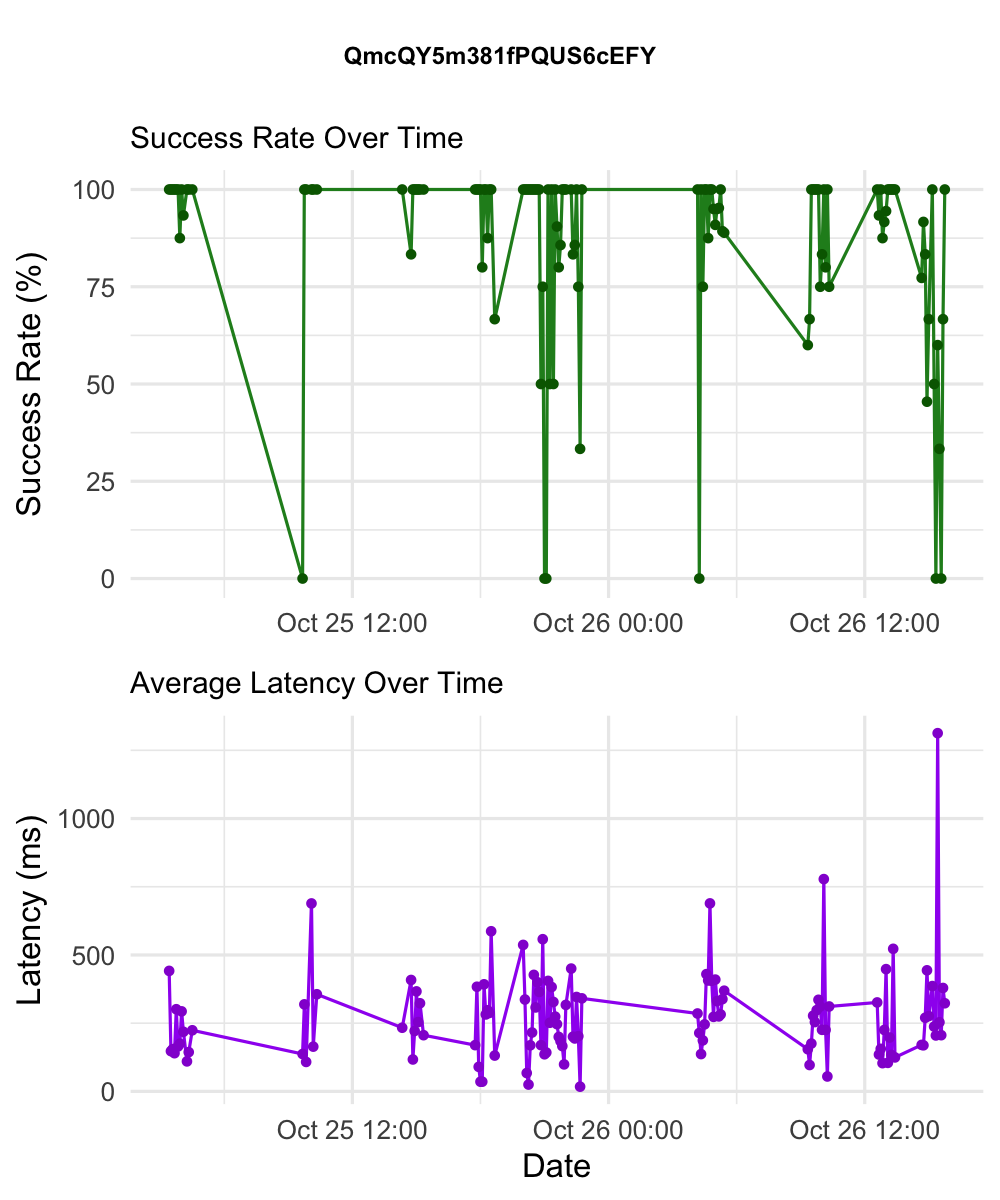 QmcQY5m381fPQUS6cEFY
Success Rate Over Time
Success Rate (%)
100
75
50
25
0
Oct 25 12:00 Oct 26 00:00 Oct 26 12:00
Average Latency Over Time
Latency (ms)
1000
500
0
Oct 25 12:00 Oct 26 00:00 Oct 26 12:00
Date